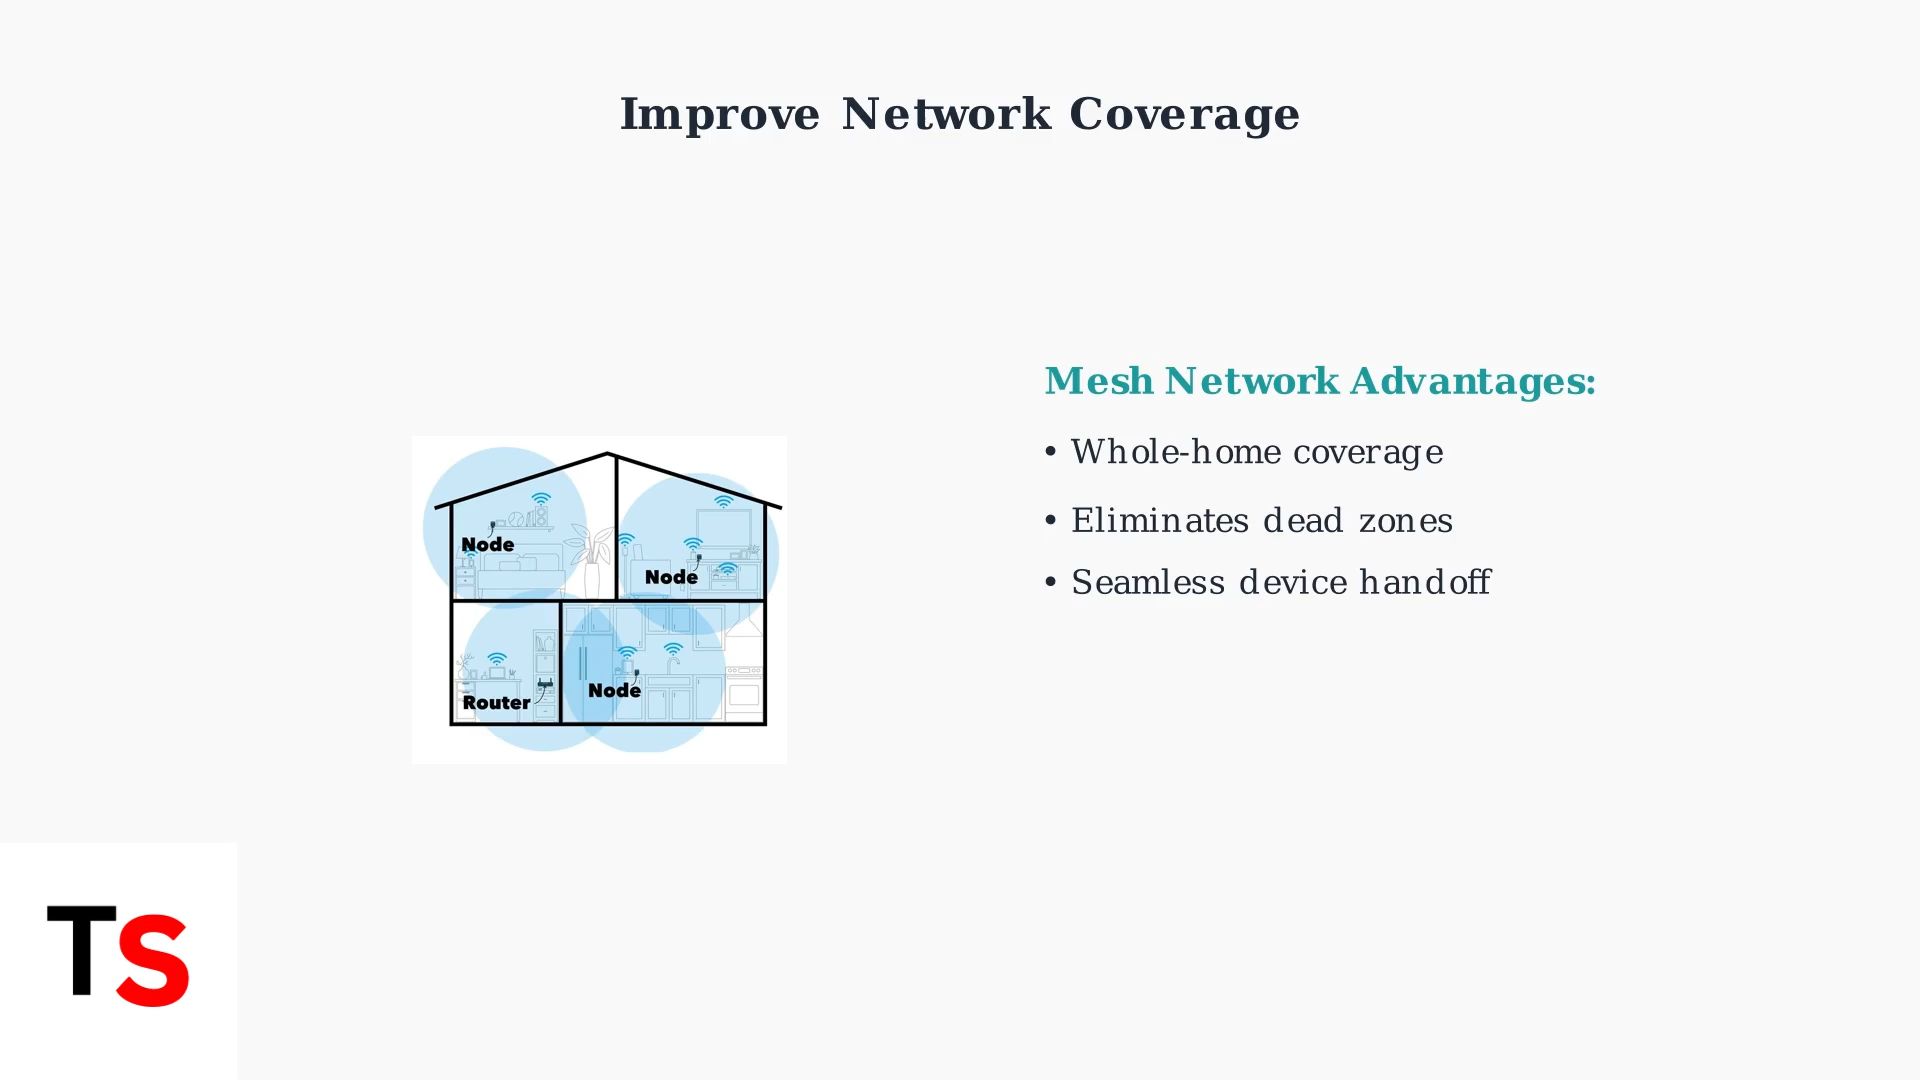 Improve Network Coverage
Mesh Network Advantages:
• Whole-home coverage
• Eliminates dead zones
• Seamless device handoff
Node
Node
Router
Node
TS